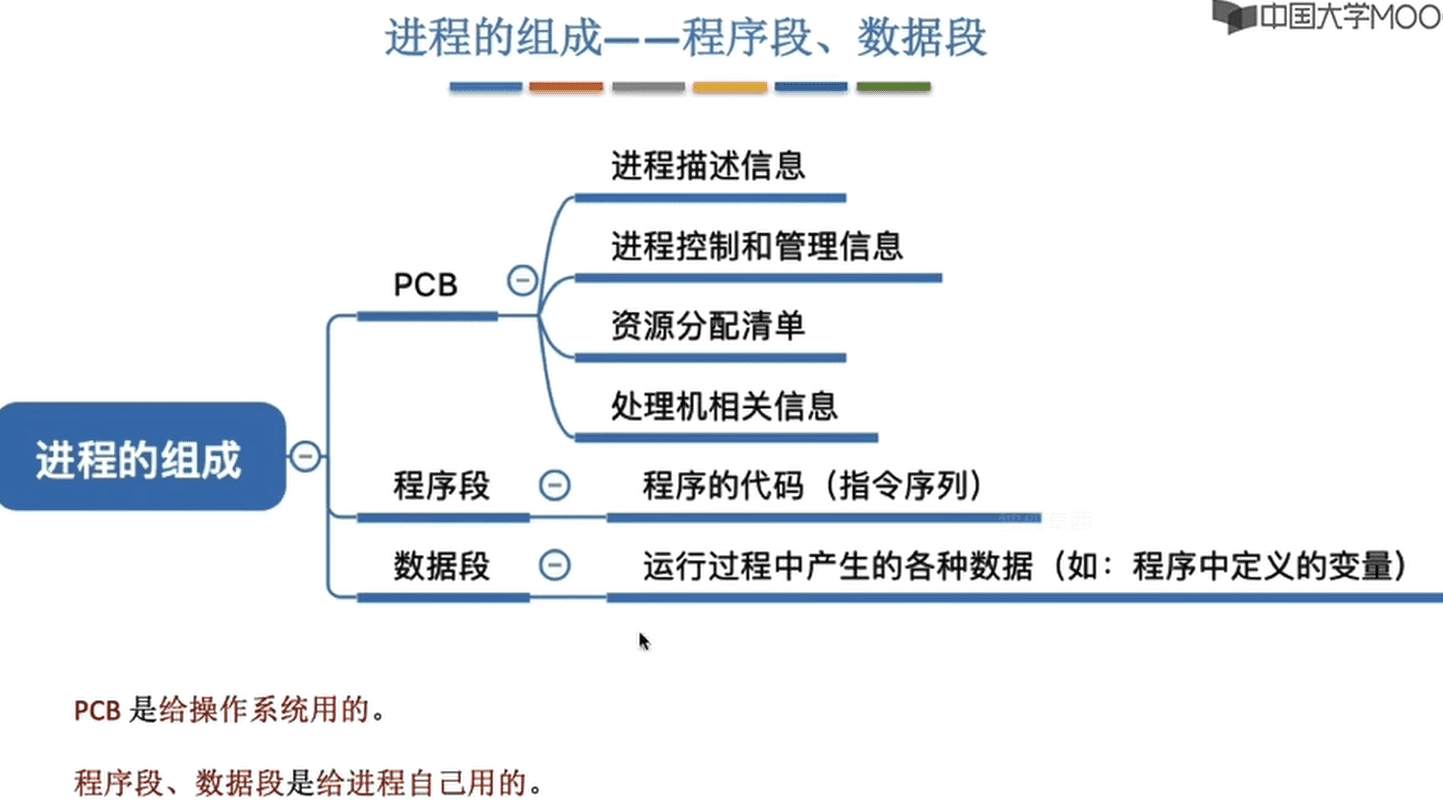 进程的组成——程序段、数据段
中国大学MOO
进程描述信息
进程控制和管理信息
PCB
资源分配清单
处理机相关信息
进程的组成
程序段
程序的代码（指令序列）
数据段
运行过程中产生的各种数据（如：程序中定义的变量）
PCB 是给操作系统用的。
程序段、数据段是给进程自己用的。